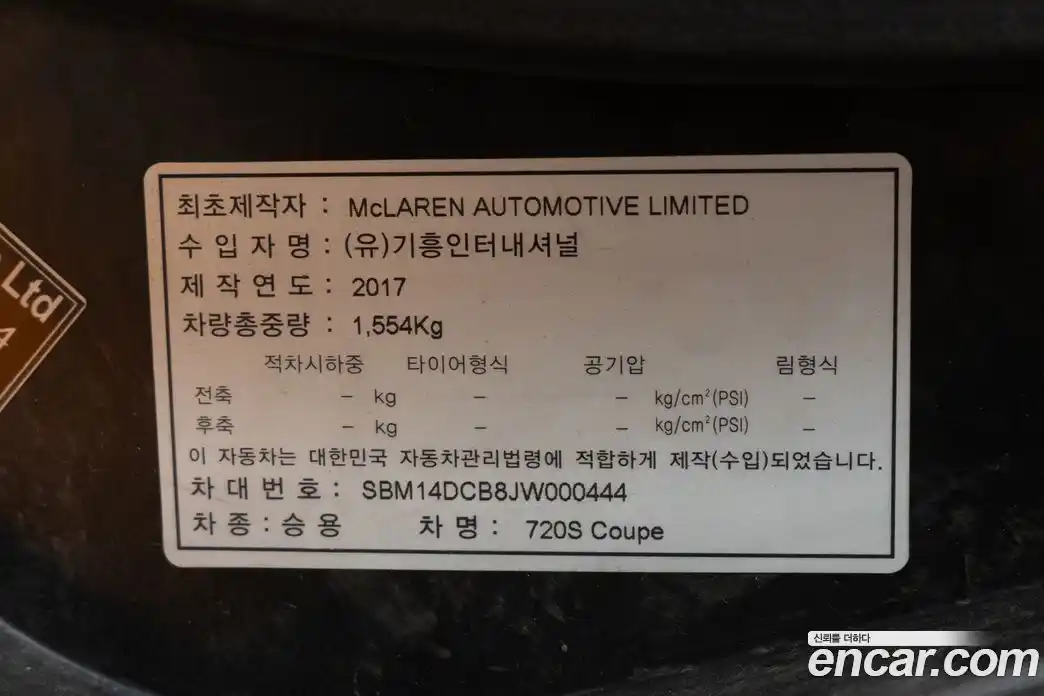 최초제작자 : McLAREN AUTOMOTIVE LIMITED
수 입 자 명 : (유)기흥인터내셔널
제 작 연 도 : 2017
차량총중량 : 1,554Kg
적차시하중 타이어형식 공기압 림형식
전축 – kg – – kg/cm²(PSI) –
후축 – kg – – kg/cm²(PSI) –
이 자동차는 대한민국 자동차관리법령에 적합하게 제작(수입)되었습니다.
차 대 번 호 : SBM14DCB8JW000444
차 종 : 승 용 차 명 : 720S Coupe
Ltd
4
신뢰를 더하다
encar.com